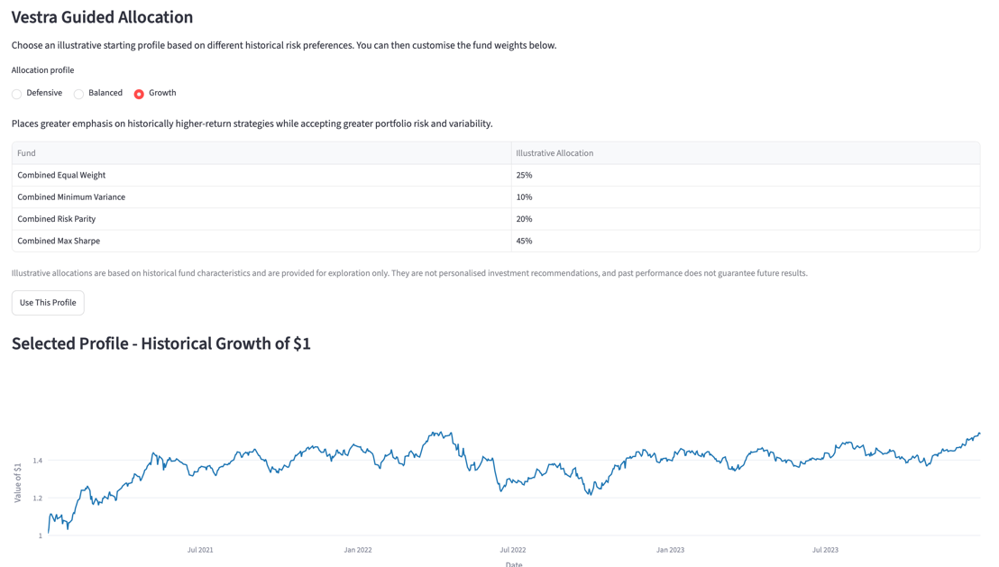 Vestra Guided Allocation
Choose an illustrative starting profile based on different historical risk preferences. You can then customise the fund weights below.
Allocation profile
Defensive Balanced Growth
Places greater emphasis on historically higher-return strategies while accepting greater portfolio risk and variability.
Fund Illustrative Allocation
Combined Equal Weight 25%
Combined Minimum Variance 10%
Combined Risk Parity 20%
Combined Max Sharpe 45%
Illustrative allocations are based on historical fund characteristics and are provided for exploration only. They are not personalised investment recommendations, and past performance does not guarantee future results.
Use This Profile
Selected Profile - Historical Growth of $1
Value of $1
1.4
1.2
1
Jul 2021 Jan 2022 Jul 2022 Jan 2023 Jul 2023
Date